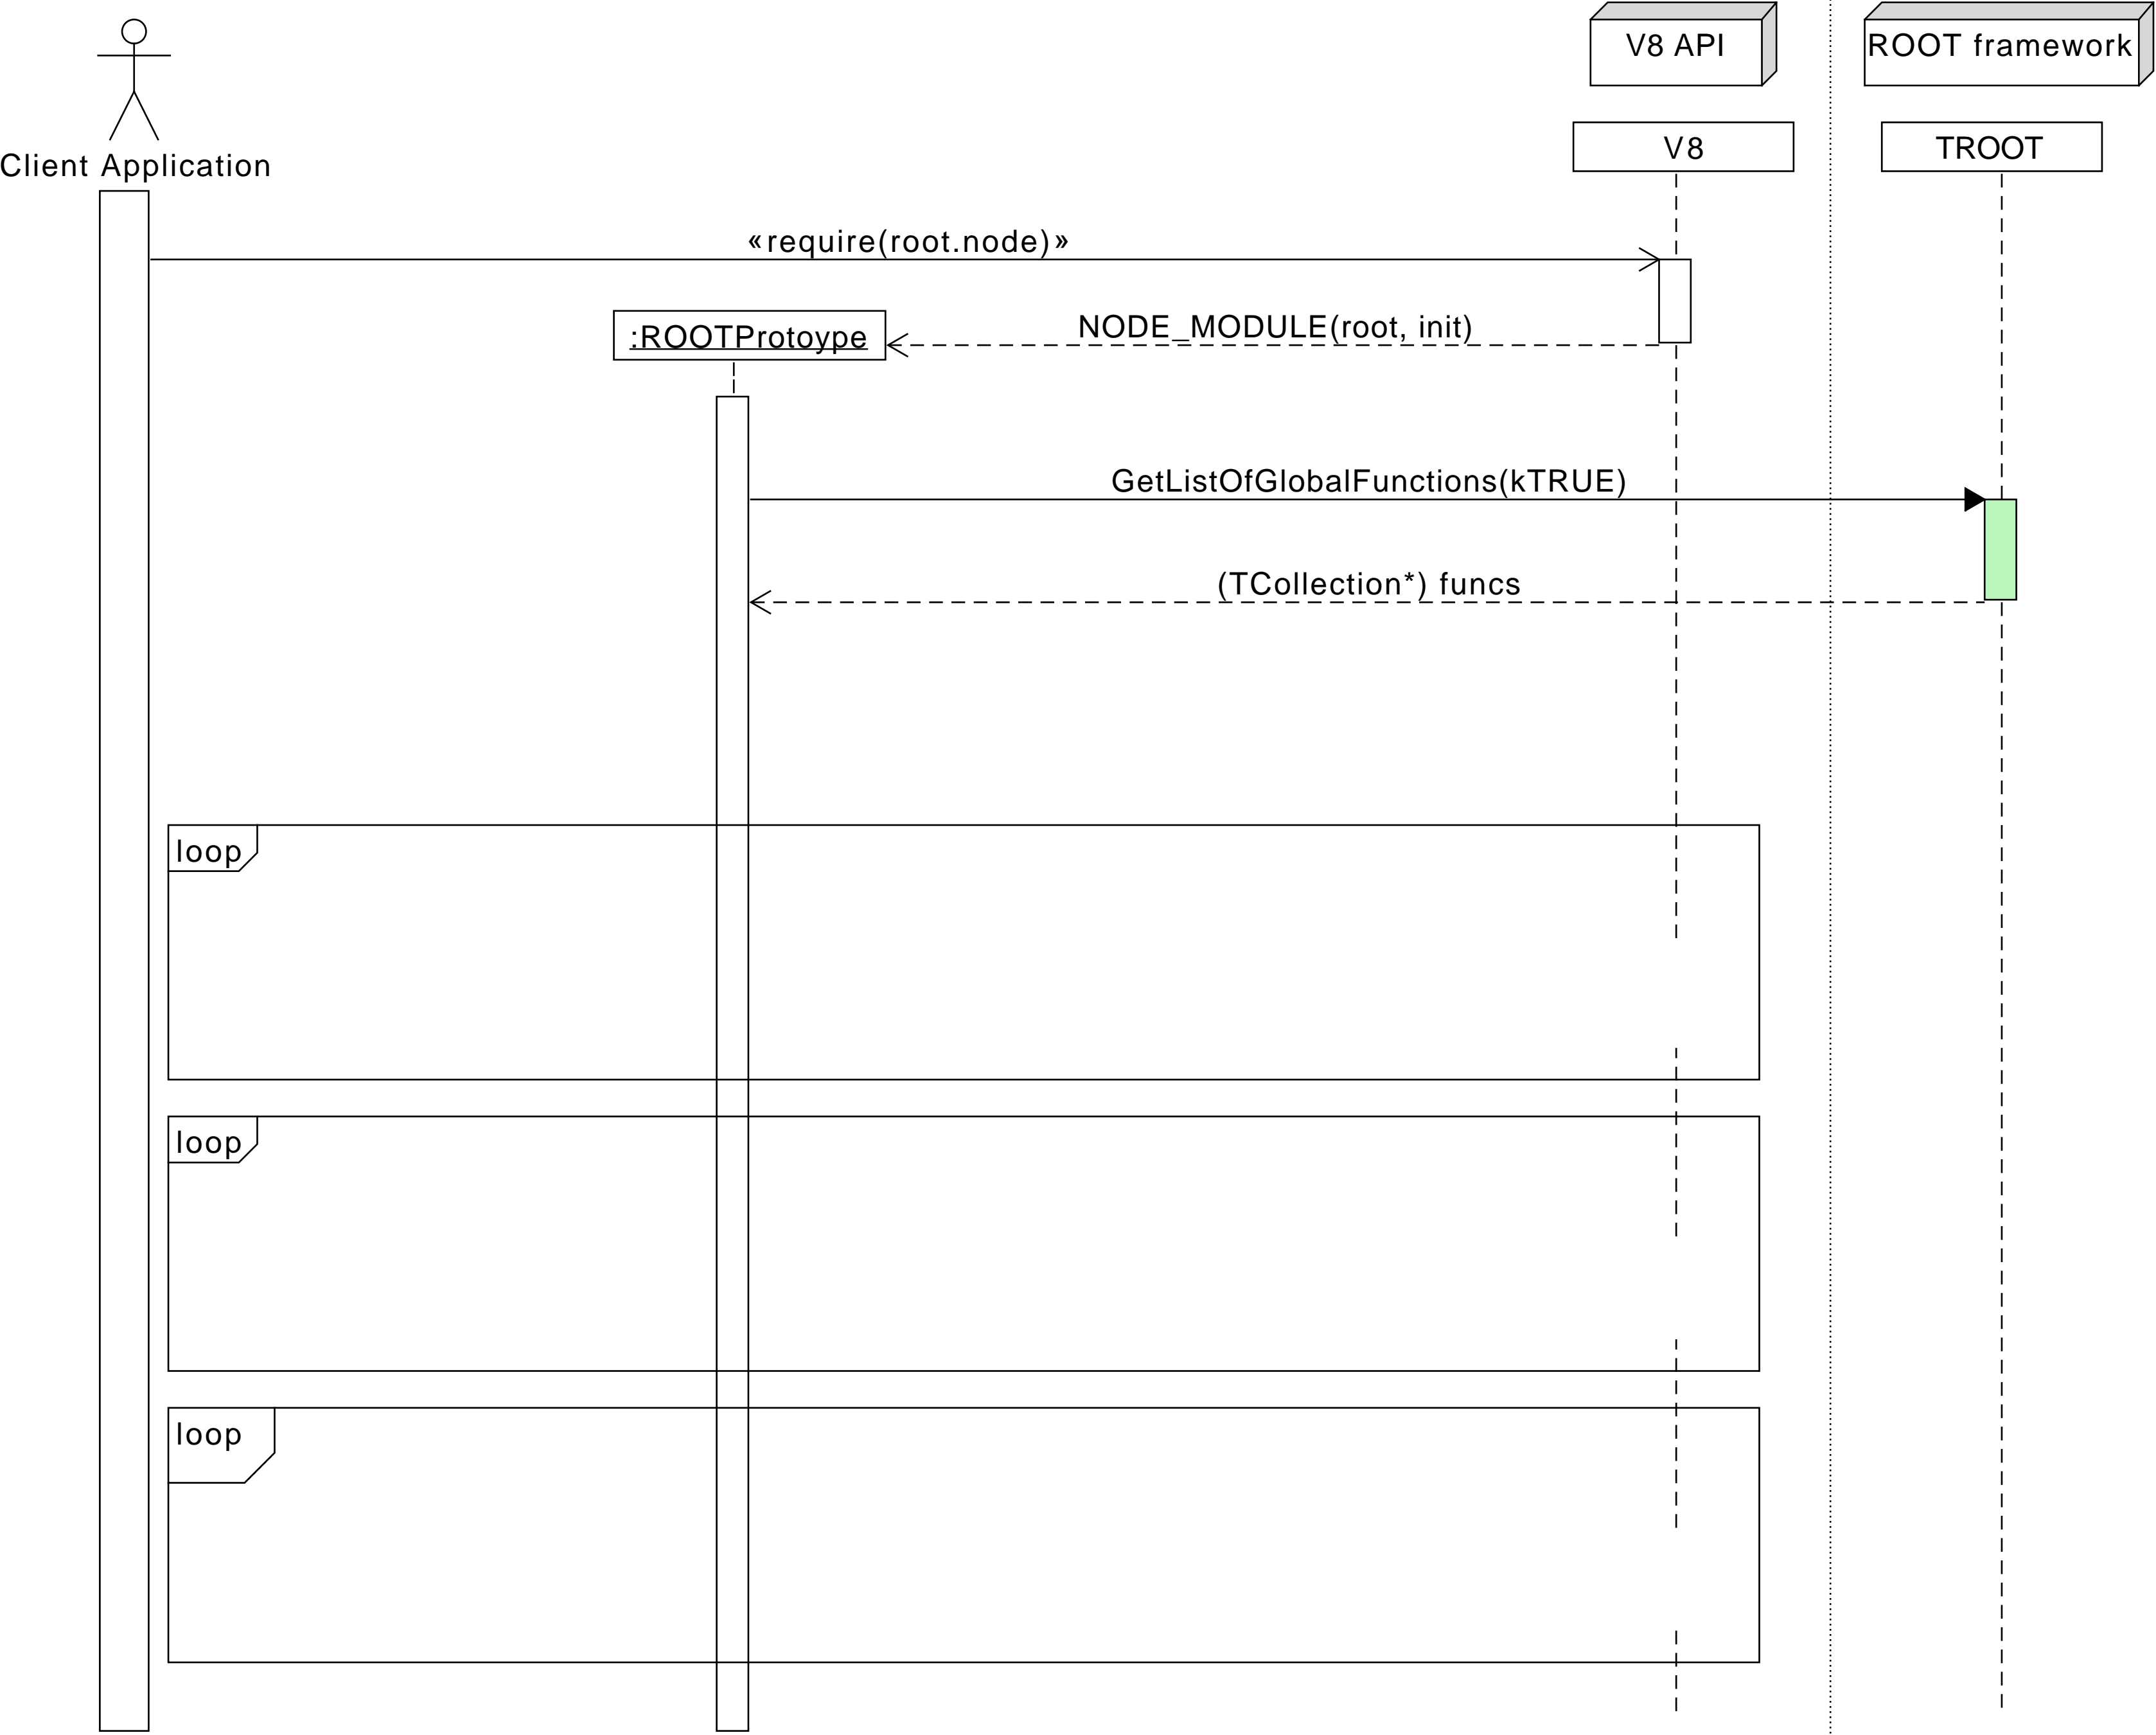 V8 API
ROOT framework
V8
TROOT
Client Application
«require(root.node)»
:ROOTProtoype
NODE_MODULE(root, init)
GetListOfGlobalFunctions(kTRUE)
(TCollection*) funcs
loop
loop
loop